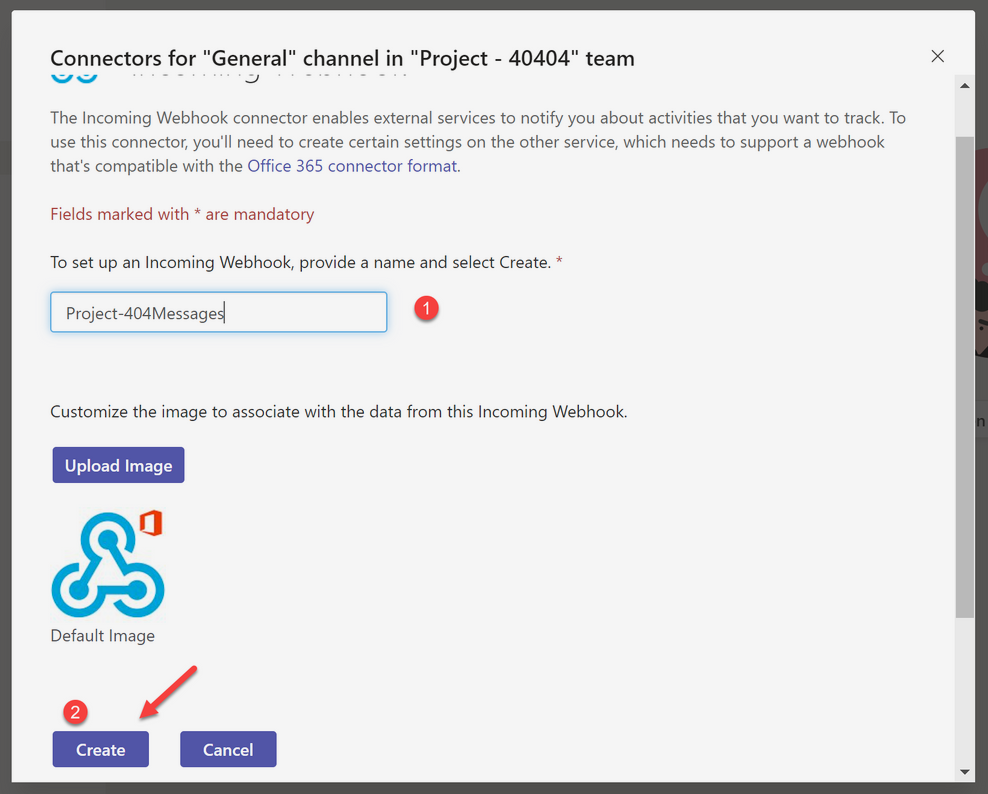 Connectors for "General" channel in "Project - 40404" team
The Incoming Webhook connector enables external services to notify you about activities that you want to track. To
use this connector, you'll need to create certain settings on the other service, which needs to support a webhook
that's compatible with the Office 365 connector format.
Fields marked with * are mandatory
To set up an Incoming Webhook, provide a name and select Create. *
Project-404Messages
1
Customize the image to associate with the data from this Incoming Webhook.
Upload Image
Default Image
2
Create
Cancel